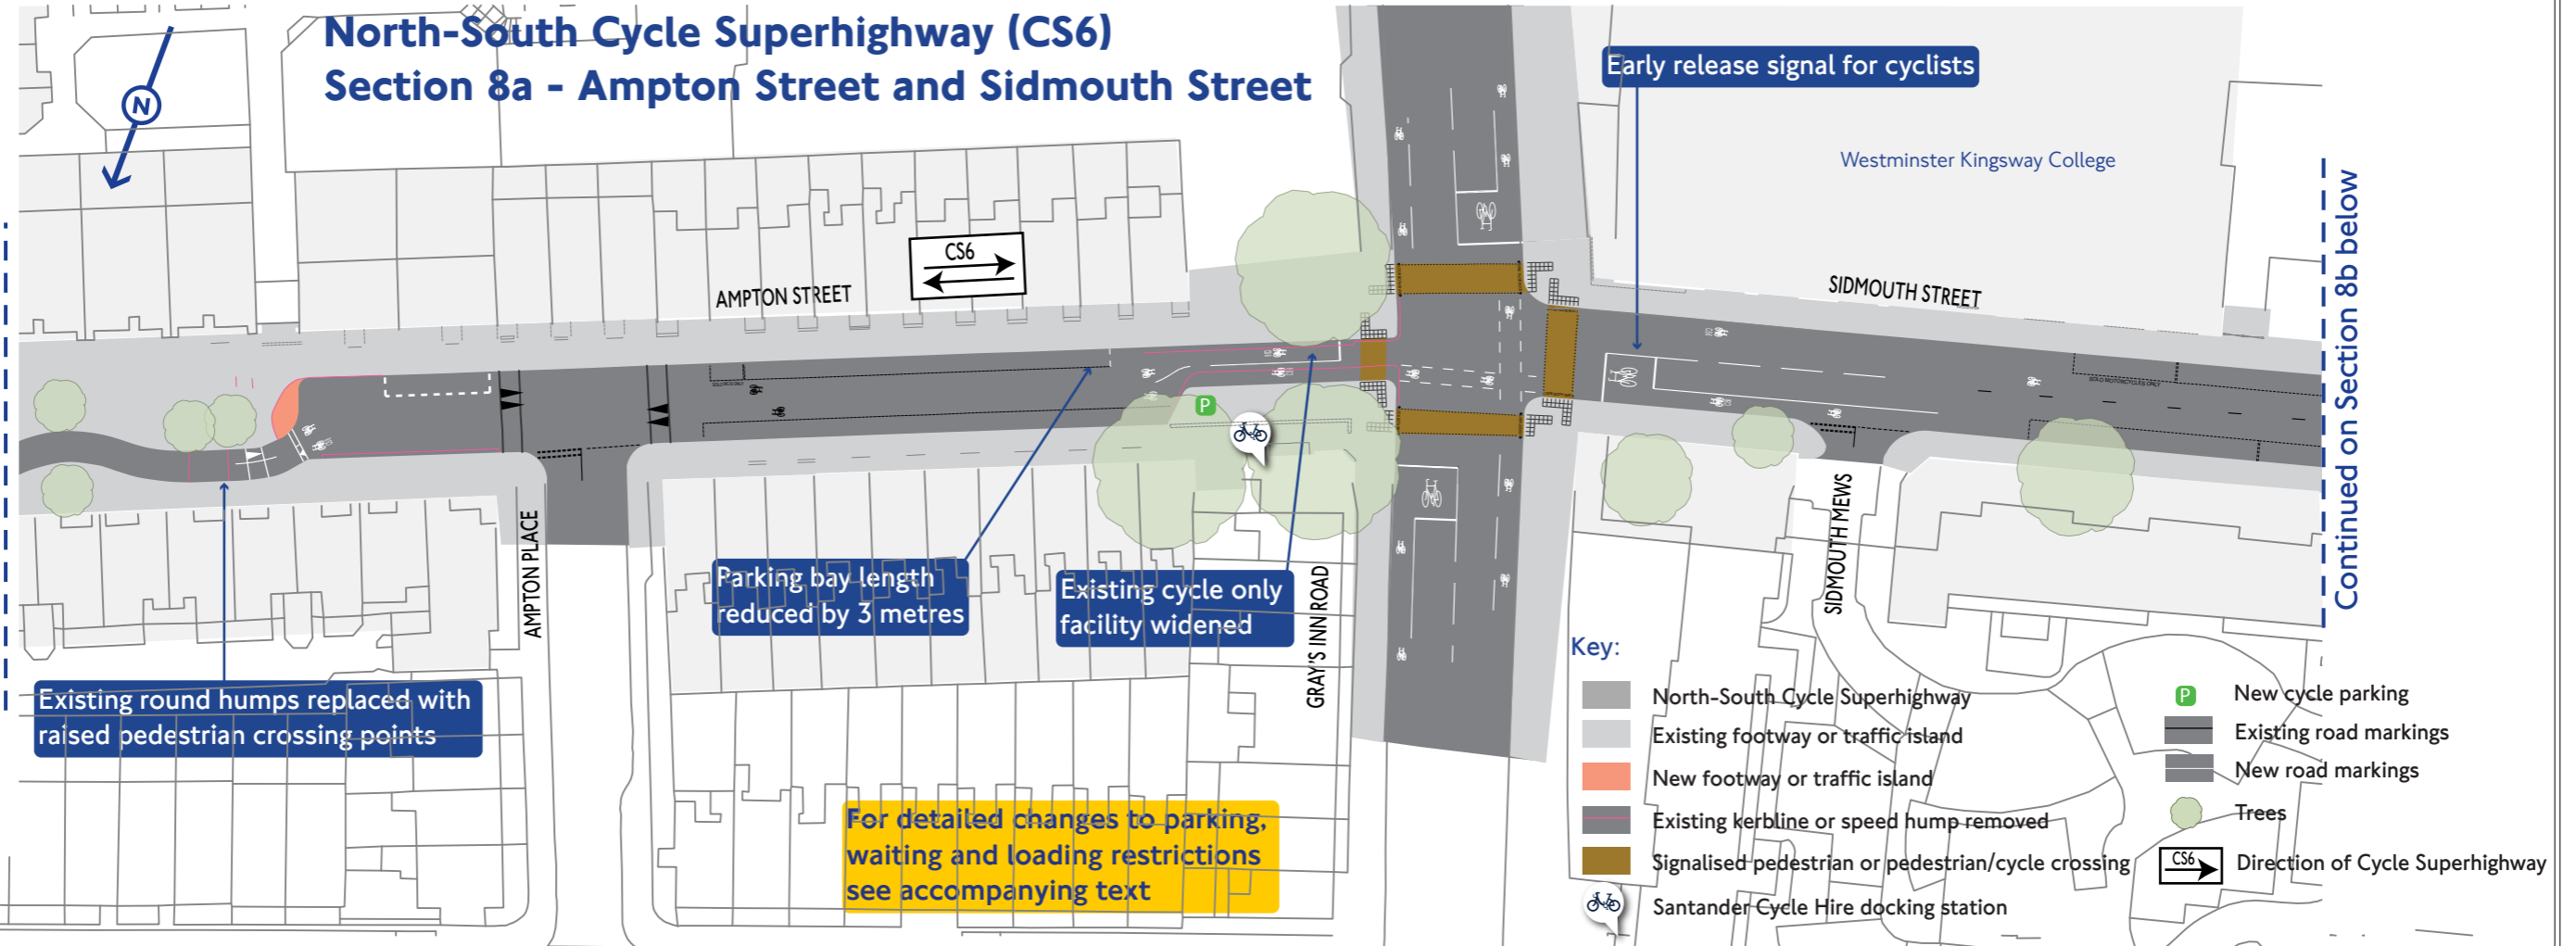 North-South Cycle Superhighway (CS6)
Section 8a - Ampton Street and Sidmouth Street
N
Early release signal for cyclists
Westminster Kingsway College
CS6
AMPTON STREET
SIDMOUTH STREET
SOLO MOTORCYCLES ONLY
P
Continued on Section 8b below
AMPTON PLACE
GRAY'S INN ROAD
SIDMOUTH MEWS
Parking bay length
reduced by 3 metres
Existing cycle only
facility widened
Existing round humps replaced with
raised pedestrian crossing points
For detailed changes to parking,
waiting and loading restrictions
see accompanying text
Key:
North-South Cycle Superhighway
Existing footway or traffic island
New footway or traffic island
Existing kerbline or speed hump removed
Signalised pedestrian or pedestrian/cycle crossing
Santander Cycle Hire docking station
P New cycle parking
Existing road markings
New road markings
Trees
CS6 Direction of Cycle Superhighway